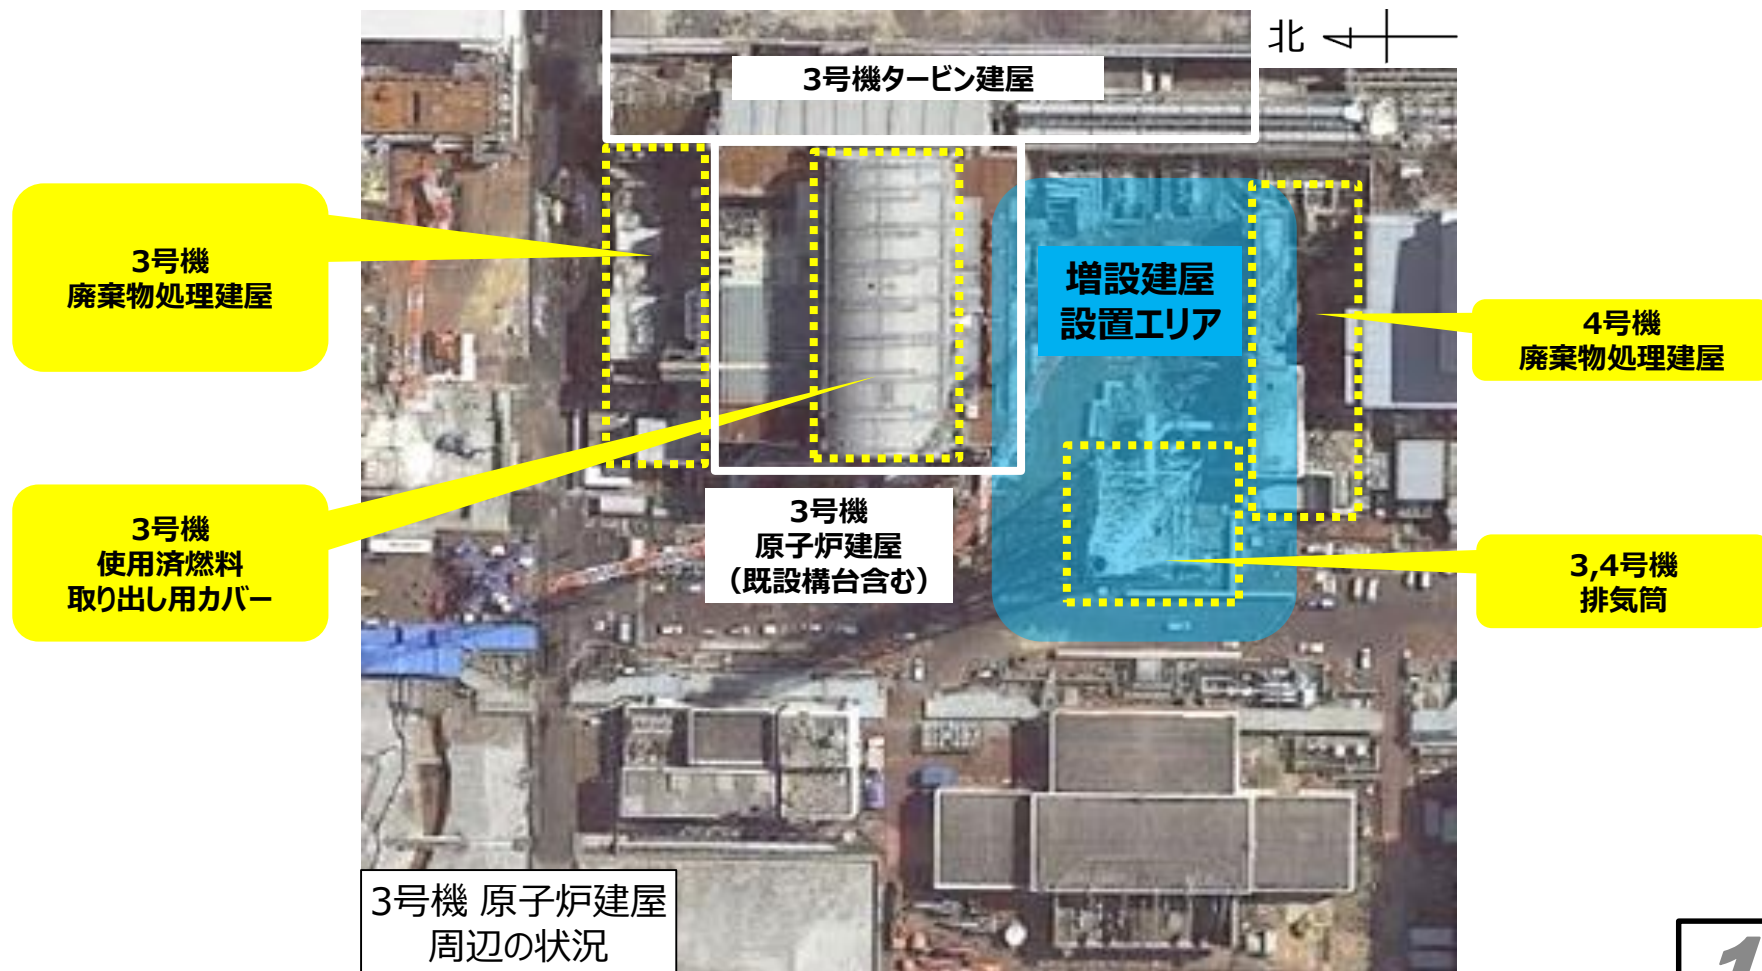 北
3号機タービン建屋
3号機
廃棄物処理建屋
増設建屋
設置エリア
4号機
廃棄物処理建屋
3号機
使用済燃料
取り出し用カバー
3号機
原子炉建屋
（既設構台含む）
3,4号機
排気筒
3号機 原子炉建屋
周辺の状況